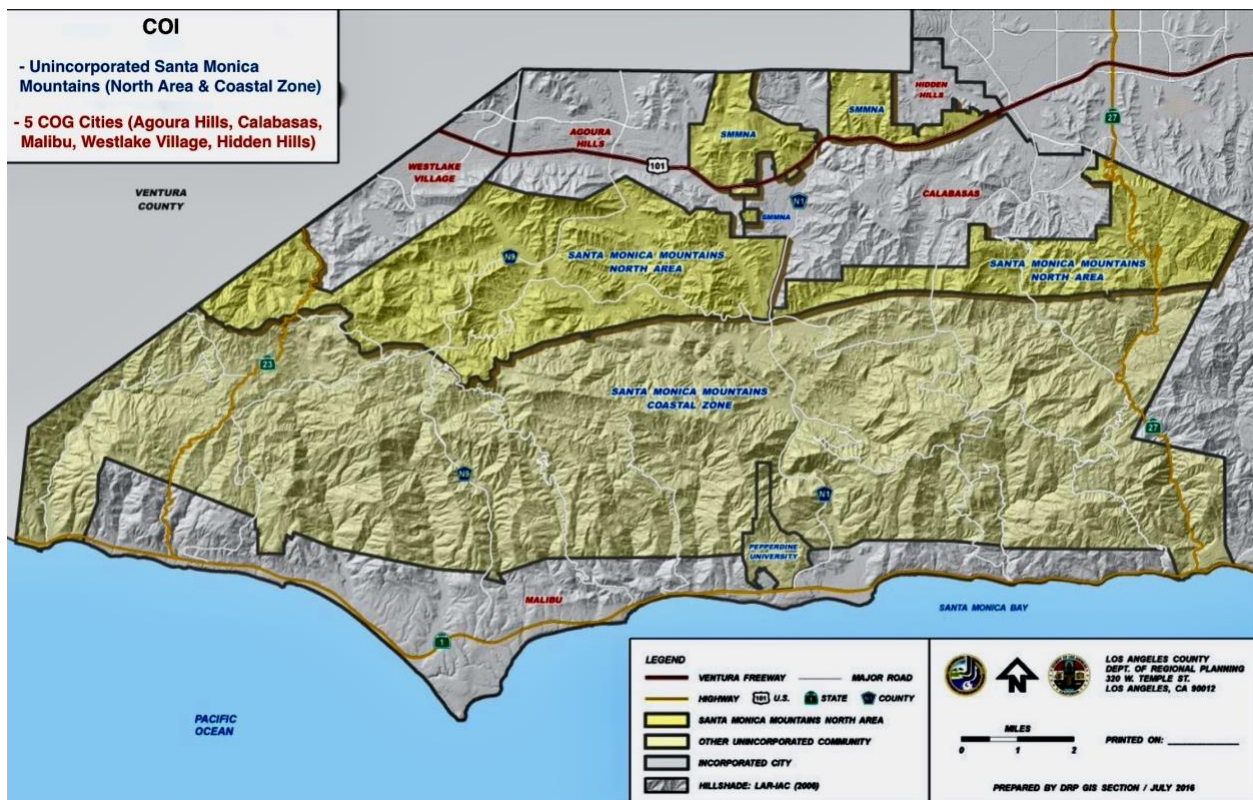 COI
- Unincorporated Santa Monica
Mountains (North Area & Coastal Zone)
- 5 COG Cities (Agoura Hills, Calabasas,
Malibu, Westlake Village, Hidden Hills)
HIDDEN
HILLS
SMMNA
SMMNA
27
AGOURA
HILLS
101
WESTLAKE
VILLAGE
VENTURA
COUNTY
CALABASAS
N1
SMMNA
N9
SANTA MONICA MOUNTAINS
NORTH AREA
SANTA MONICA MOUNTAINS
NORTH AREA
23
SANTA MONICA MOUNTAINS
COASTAL ZONE
27
N9
N1
PEPPERDINE
UNIVERSITY
MALIBU
SANTA MONICA BAY
1
PACIFIC
OCEAN
LEGEND
VENTURA FREEWAY MAJOR ROAD
HIGHWAY 101 U.S. STATE COUNTY
SANTA MONICA MOUNTAINS NORTH AREA
OTHER UNINCORPORATED COMMUNITY
INCORPORATED CITY
HILLSHADE: LAR-IAC (2006)
N
LOS ANGELES COUNTY
DEPT. OF REGIONAL PLANNING
320 W. TEMPLE ST.
LOS ANGELES, CA 90012
MILES
0 1 2
PRINTED ON: ____________
PREPARED BY DRP GIS SECTION / JULY 2016